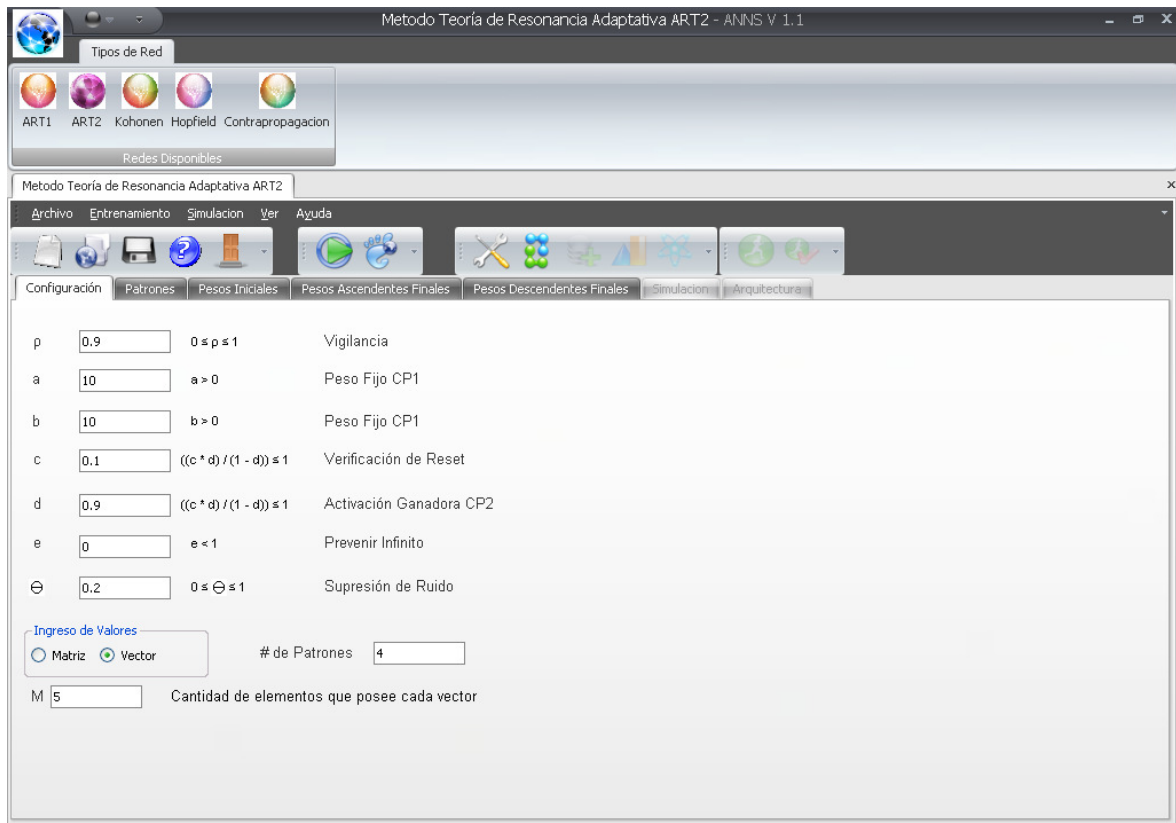 Metodo Teoría de Resonancia Adaptativa ART2 - ANNS V 1.1
Tipos de Red
ART1 ART2 Kohonen Hopfield Contrapropagacion
Redes Disponibles
Metodo Teoría de Resonancia Adaptativa ART2
Archivo Entrenamiento Simulacion Ver Ayuda
Configuración Patrones Pesos Iniciales Pesos Ascendentes Finales Pesos Descendentes Finales Simulacion Arquitectura
ρ 0.9 0 ≤ ρ ≤ 1 Vigilancia
a 10 a > 0 Peso Fijo CP1
b 10 b > 0 Peso Fijo CP1
c 0.1 ((c * d) / (1 - d)) ≤ 1 Verificación de Reset
d 0.9 ((c * d) / (1 - d)) ≤ 1 Activación Ganadora CP2
e 0 e < 1 Prevenir Infinito
Θ 0.2 0 ≤ Θ ≤ 1 Supresión de Ruido
Ingreso de Valores
Matriz Vector # de Patrones 4
M 5 Cantidad de elementos que posee cada vector